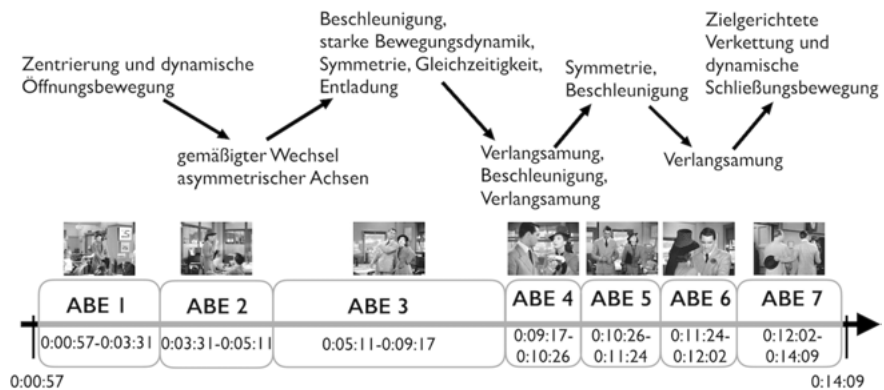 Zentrierung und dynamische
Öffnungsbewegung
gemäßigter Wechsel
asymmetrischer Achsen
Beschleunigung,
starke Bewegungsdynamik,
Symmetrie, Gleichzeitigkeit,
Entladung
Verlangsamung,
Beschleunigung,
Verlangsamung
Symmetrie,
Beschleunigung
Verlangsamung
Zielgerichtete
Verkettung und
dynamische
Schließungsbewegung
ABE 1
ABE 2
ABE 3
ABE 4
ABE 5
ABE 6
ABE 7
0:00:57-0:03:31
0:03:31-0:05:11
0:05:11-0:09:17
0:09:17-
0:10:26
0:10:26-
0:11:24
0:11:24-
0:12:02
0:12:02-
0:14:09
0:00:57
0:14:09